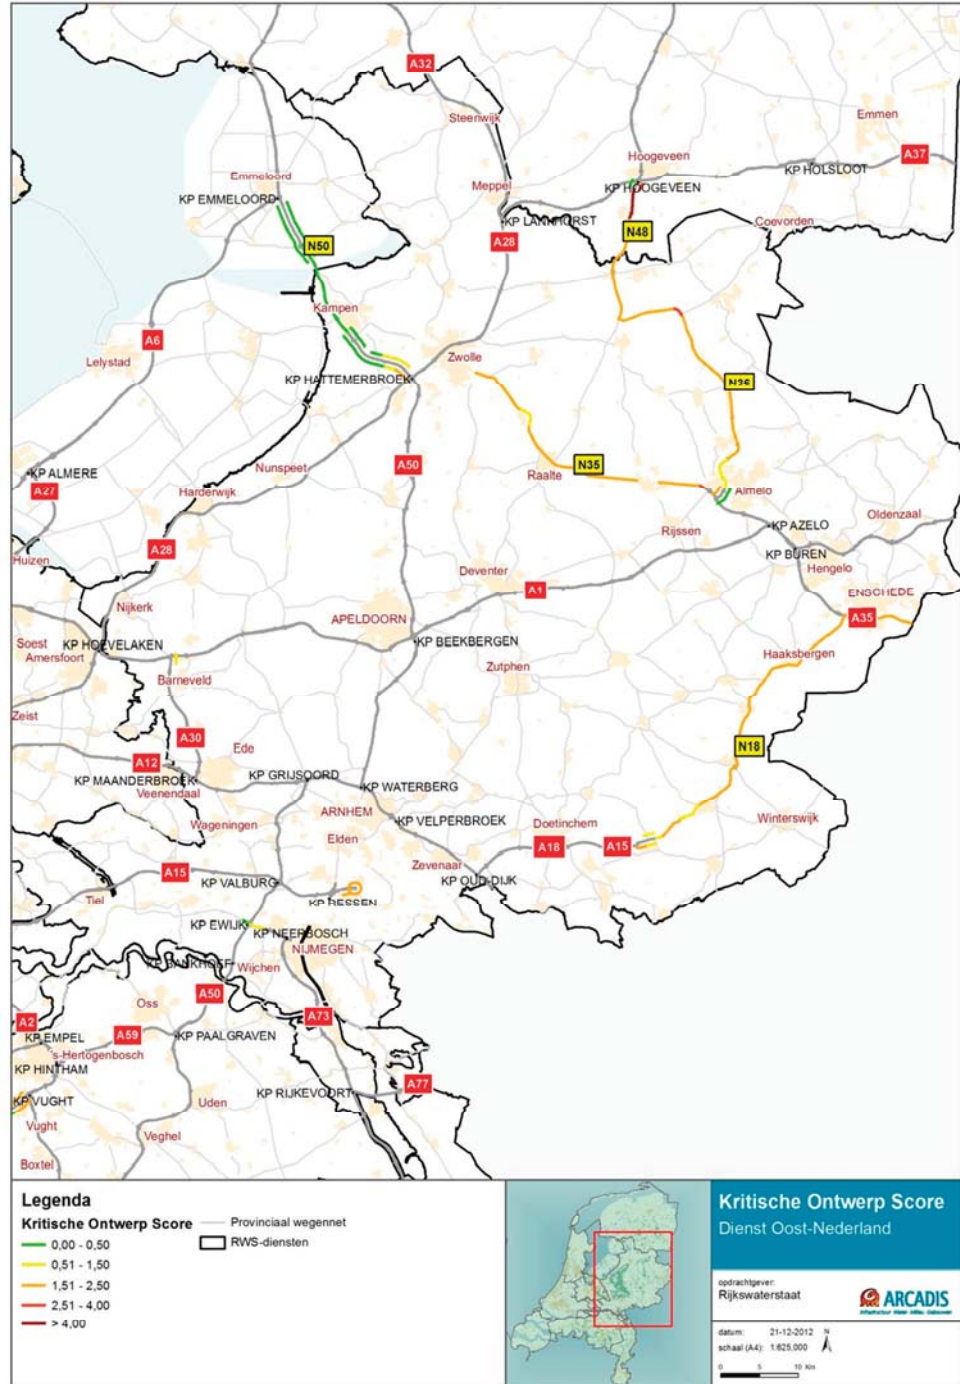 A32
Steenwijk
Emmen
Hoogeveen
A37
KP HOLSLOOT
Emmeloord
Meppel
KP HOOGEVEEN
KP EMMELOORD
KP LANKHORST
Coevorden
N48
A28
N50
Kampen
A6
Lelystad
Zwolle
KP HATTEMERBROEK
N36
A50
N35
Nunspeet
Raalte
KP ALMERE
A27
Harderwijk
Almelo
Oldenzaal
KP AZELO
Rijssen
A28
KP BUREN
Huizen
Deventer
Hengelo
A1
ENSCHEDE
Nijkerk
APELDOORN
A35
Soest
KP HOEVELAKEN
KP BEEKBERGEN
Amersfoort
Haaksbergen
Zutphen
Barneveld
Zeist
A30
Ede
N18
A12
KP GRIJSOORD
KP MAANDERBROEK
KP WATERBERG
Veenendaal
ARNHEM
Wageningen
KP VELPERBROEK
Doetinchem
Winterswijk
Elden
A18
A15
Zevenaar
A15
KP VALBURG
KP OUD-DIJK
Tiel
KP RESSEN
KP EWIJK
KP NEERBOSCH
NIJMEGEN
KP BANKHOEF
Wijchen
A50
Oss
A73
A2
KP EMPEL
A59
KP PAALGRAVEN
's-Hertogenbosch
KP HINTHAM
A77
KP RIJKEVOORT
KP VUGHT
Uden
Vught
Veghel
Boxtel
Legenda
Kritische Ontwerp Score
0,00 - 0,50
0,51 - 1,50
1,51 - 2,50
2,51 - 4,00
> 4,00
Provinciaal wegennet
RWS-diensten
Kritische Ontwerp Score
Dienst Oost-Nederland
opdrachtgever:
Rijkswaterstaat
ARCADIS
Infrastructuur Water Milieu Gebouwen
datum: 21-12-2012 N
schaal (A4): 1:625.000
0 5 10 Km